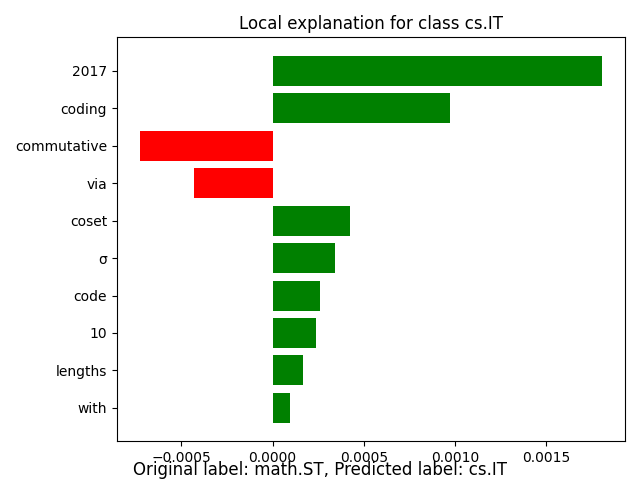 Local explanation for class cs.IT
2017
coding
commutative
via
coset
σ
code
10
lengths
with
−0.0005 0.0000 0.0005 0.0010 0.0015
Original label: math.ST, Predicted label: cs.IT